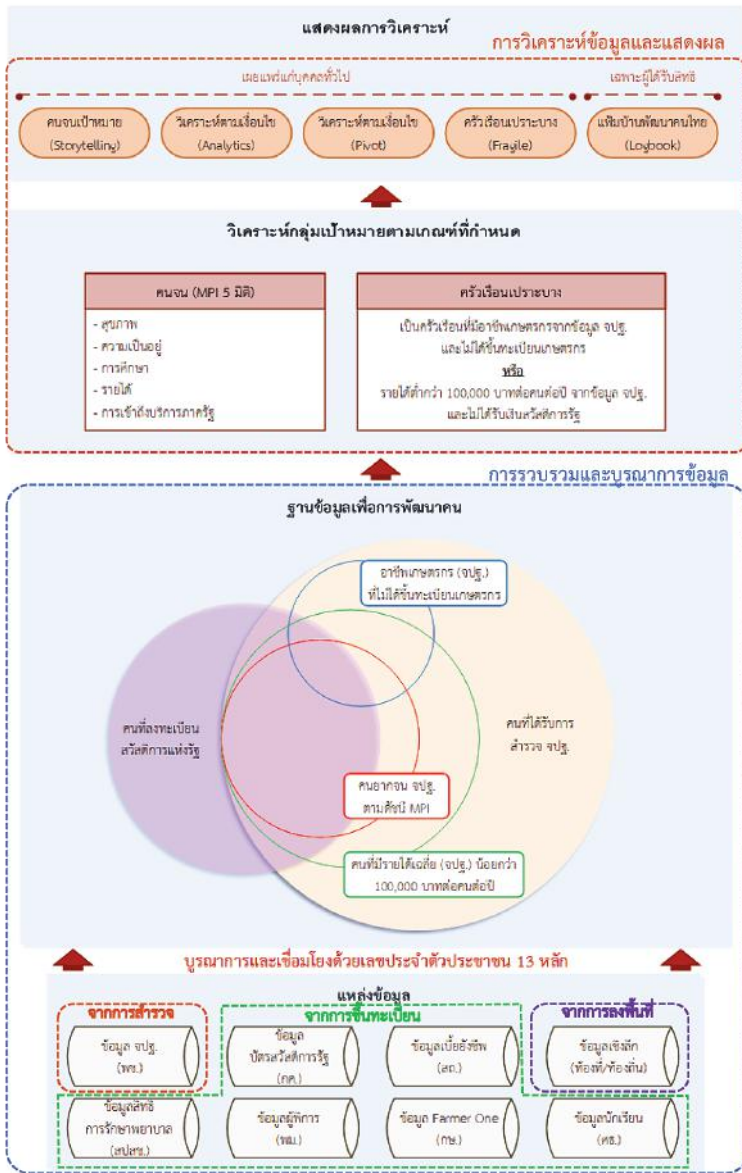 แสดงผลการวิเคราะห์
การวิเคราะห์ข้อมูลและแสดงผล
เผยแพร่แก่บุคคลทั่วไป
เฉพาะผู้ได้รับสิทธิ
คนจนเป้าหมาย
(Storytelling)
วิเคราะห์ตามเงื่อนไข
(Analytics)
วิเคราะห์ตามเงื่อนไข
(Pivot)
ครัวเรือนเปราะบาง
(Fragile)
แฟ้มบ้านพัฒนาคนไทย
(Logbook)
วิเคราะห์กลุ่มเป้าหมายตามเกณฑ์ที่กำหนด
คนจน (MPI 5 มิติ)
- สุขภาพ
- ความเป็นอยู่
- การศึกษา
- รายได้
- การเข้าถึงบริการภาครัฐ
ครัวเรือนเปราะบาง
เป็นครัวเรือนที่มีอาชีพเกษตรกรจากข้อมูล จปฐ.
และไม่ได้ขึ้นทะเบียนเกษตรกร
หรือ
รายได้ต่ำกว่า 100,000 บาทต่อคนต่อปี จากข้อมูล จปฐ.
และไม่ได้รับเงินสวัสดิการรัฐ
การรวบรวมและบูรณาการข้อมูล
ฐานข้อมูลเพื่อการพัฒนาคน
อาชีพเกษตรกร (จปฐ.)
ที่ไม่ได้ขึ้นทะเบียนเกษตรกร
คนที่ลงทะเบียน
สวัสดิการแห่งรัฐ
คนที่ได้รับการ
สำรวจ จปฐ.
คนยากจน จปฐ.
ตามดัชนี MPI
คนที่มีรายได้เฉลี่ย (จปฐ.) น้อยกว่า
100,000 บาทต่อคนต่อปี
บูรณาการและเชื่อมโยงด้วยเลขประจำตัวประชาชน 13 หลัก
แหล่งข้อมูล
จากการสำรวจ
จากการขึ้นทะเบียน
จากการลงพื้นที่
ข้อมูล จปฐ.
(พช.)
ข้อมูล
บัตรสวัสดิการรัฐ
(กค.)
ข้อมูลเบี้ยยังชีพ
(สถ.)
ข้อมูลเชิงลึก
(ท้องที่/ท้องถิ่น)
ข้อมูลสิทธิ
การรักษาพยาบาล
(สปสช.)
ข้อมูลผู้พิการ
(พม.)
ข้อมูล Farmer One
(กษ.)
ข้อมูลนักเรียน
(ศธ.)